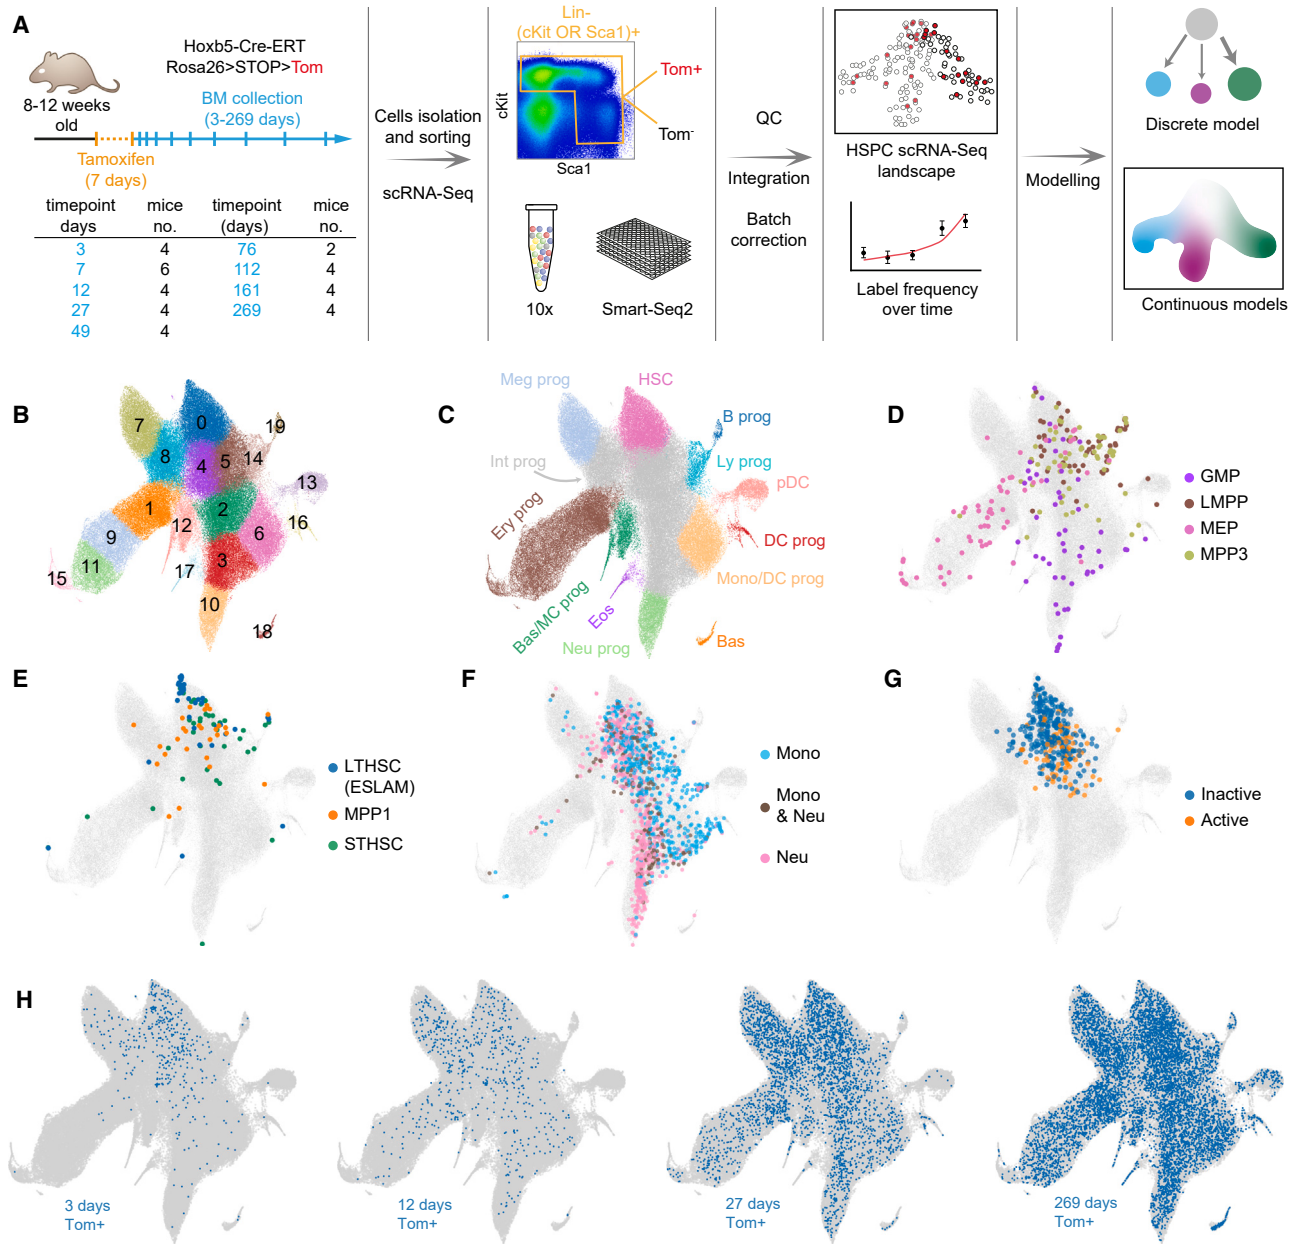 A
Hoxb5-Cre-ERT
Rosa26>STOP>Tom
8-12 weeks
old
BM collection
(3-269 days)
Tamoxifen
(7 days)
timepoint days mice no. timepoint (days) mice no.
3 4 76 2
7 6 112 4
12 4 161 4
27 4 269 4
49 4
Cells isolation
and sorting
scRNA-Seq
Lin-
(cKit OR Sca1)+
cKit
Sca1
Tom+
Tom-
10x
Smart-Seq2
QC
Integration
Batch
correction
HSPC scRNA-Seq
landscape
Label frequency
over time
Modelling
Discrete model
Continuous models
B
7
0
19
8
4
5
14
13
1
2
12
16
6
9
11
3
15
17
10
18
C
Meg prog
HSC
B prog
Int prog
Ly prog
pDC
Ery prog
DC prog
Mono/DC prog
Bas/MC prog
Eos
Neu prog
Bas
D
GMP
LMPP
MEP
MPP3
E
LTHSC
(ESLAM)
MPP1
STHSC
F
Mono
Mono
& Neu
Neu
G
Inactive
Active
H
3 days
Tom+
12 days
Tom+
27 days
Tom+
269 days
Tom+